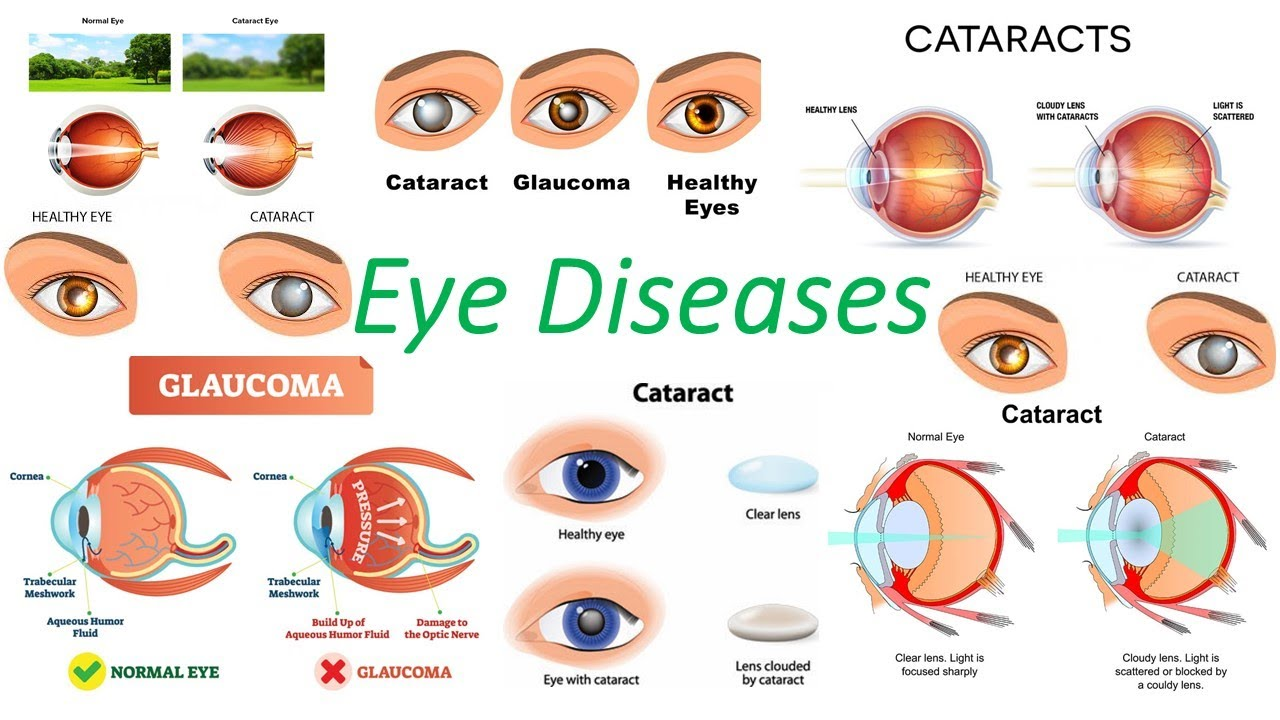 Normal Eye
Cataract Eye
HEALTHY EYE
CATARACT
Cataract
Glaucoma
Healthy
Eyes
CATARACTS
HEALTHY LENS
CLOUDY LENS
WITH CATARACTS
LIGHT IS
SCATTERED
Eye Diseases
HEALTHY EYE
CATARACT
GLAUCOMA
Cornea
Trabecular
Meshwork
Aqueous Humor
Fluid
NORMAL EYE
Cornea
PRESSURE
Trabecular
Meshwork
Build Up of
Aqueous Humor Fluid
Damage to
the Optic Nerve
GLAUCOMA
Cataract
Healthy eye
Clear lens
Eye with cataract
Lens clouded
by cataract
Cataract
Normal Eye
Cataract
Clear lens. Light is
focused sharply
Cloudy lens. Light is
scattered or blocked by
a couldy lens.